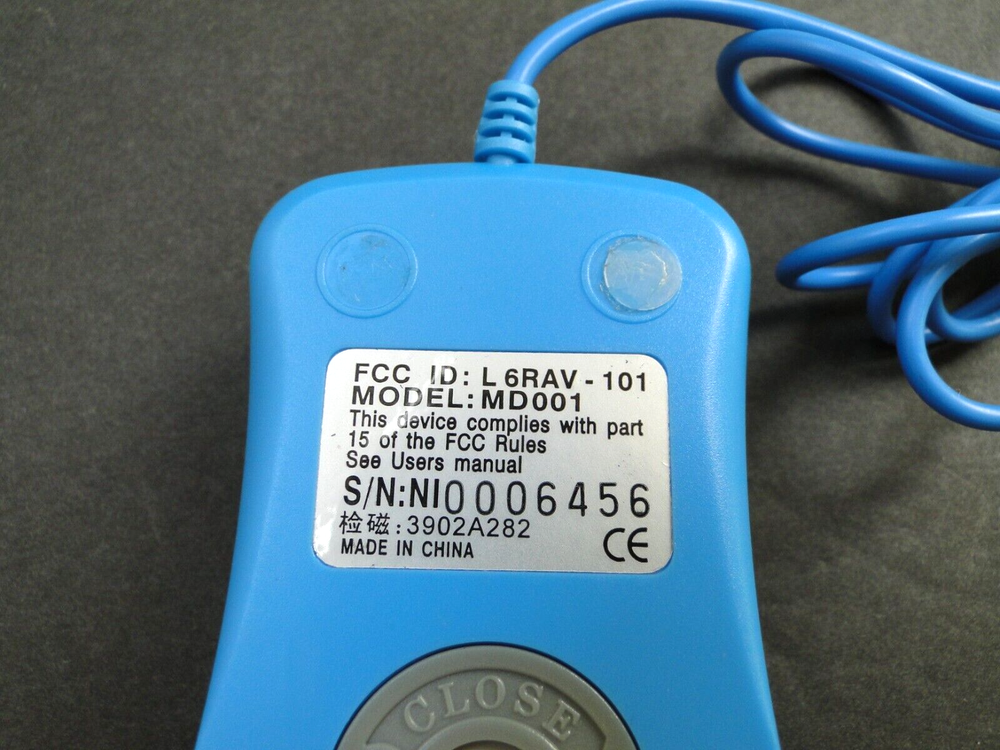 FCC ID: L6RAV-101
MODEL: MD001
This device complies with part
15 of the FCC Rules
See Users manual
S/N:NI0006456
检磁:3902A282
MADE IN CHINA CE
CLOSE